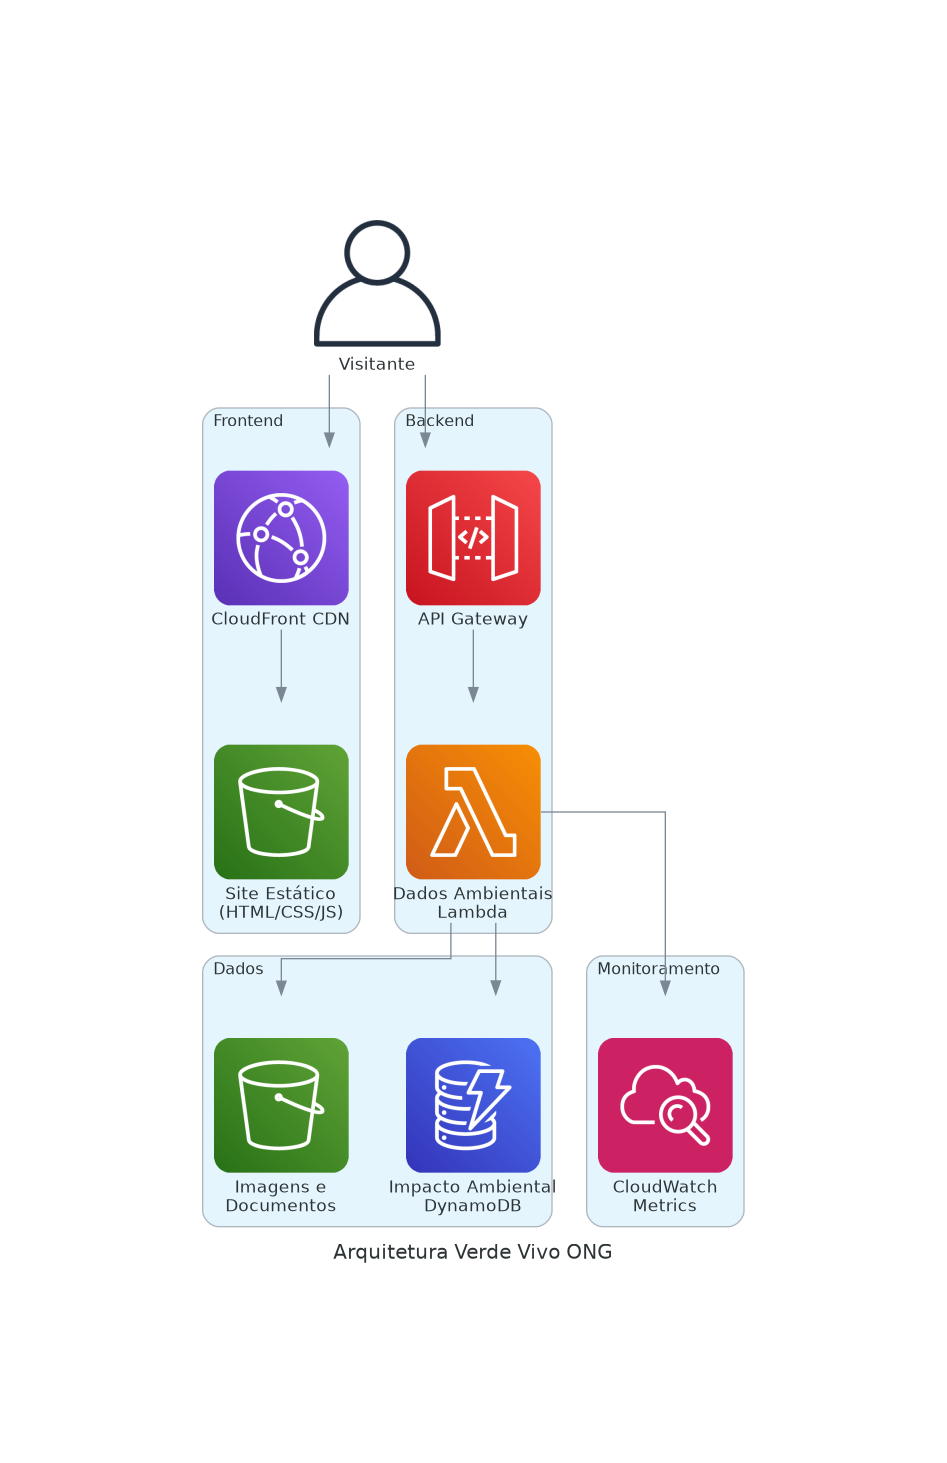 Visitante
Frontend
Backend
CloudFront CDN
API Gateway
</>
Site Estático
(HTML/CSS/JS)
Dados Ambientais
Lambda
Dados
Monitoramento
Imagens e
Documentos
Impacto Ambiental
DynamoDB
CloudWatch
Metrics
Arquitetura Verde Vivo ONG